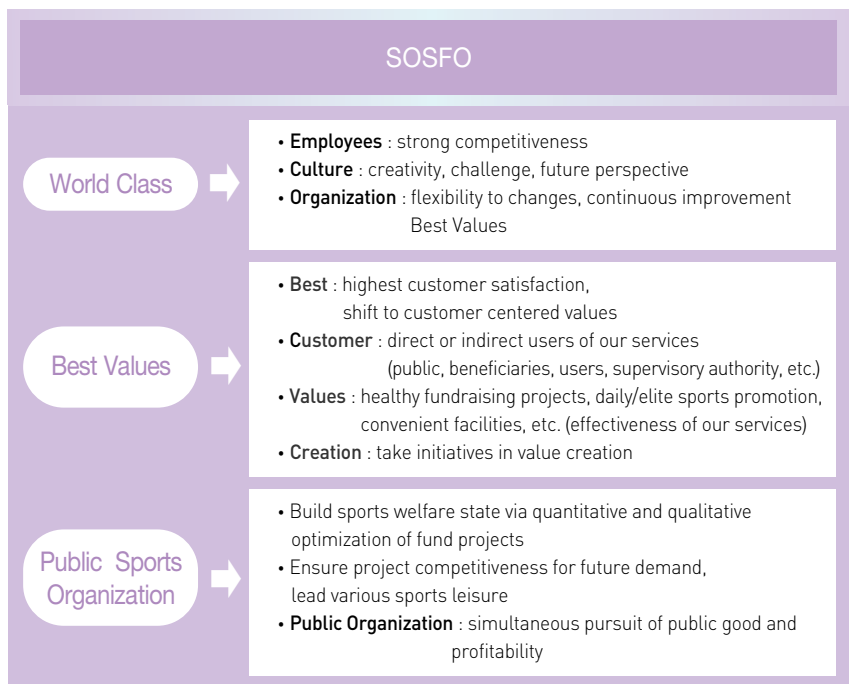 SOSFO
World Class
• Employees : strong competitiveness
• Culture : creativity, challenge, future perspective
• Organization : flexibility to changes, continuous improvement
Best Values
Best Values
• Best : highest customer satisfaction,
shift to customer centered values
• Customer : direct or indirect users of our services
(public, beneficiaries, users, supervisory authority, etc.)
• Values : healthy fundraising projects, daily/elite sports promotion,
convenient facilities, etc. (effectiveness of our services)
• Creation : take initiatives in value creation
Public Sports
Organization
• Build sports welfare state via quantitative and qualitative
optimization of fund projects
• Ensure project competitiveness for future demand,
lead various sports leisure
• Public Organization : simultaneous pursuit of public good and
profitability